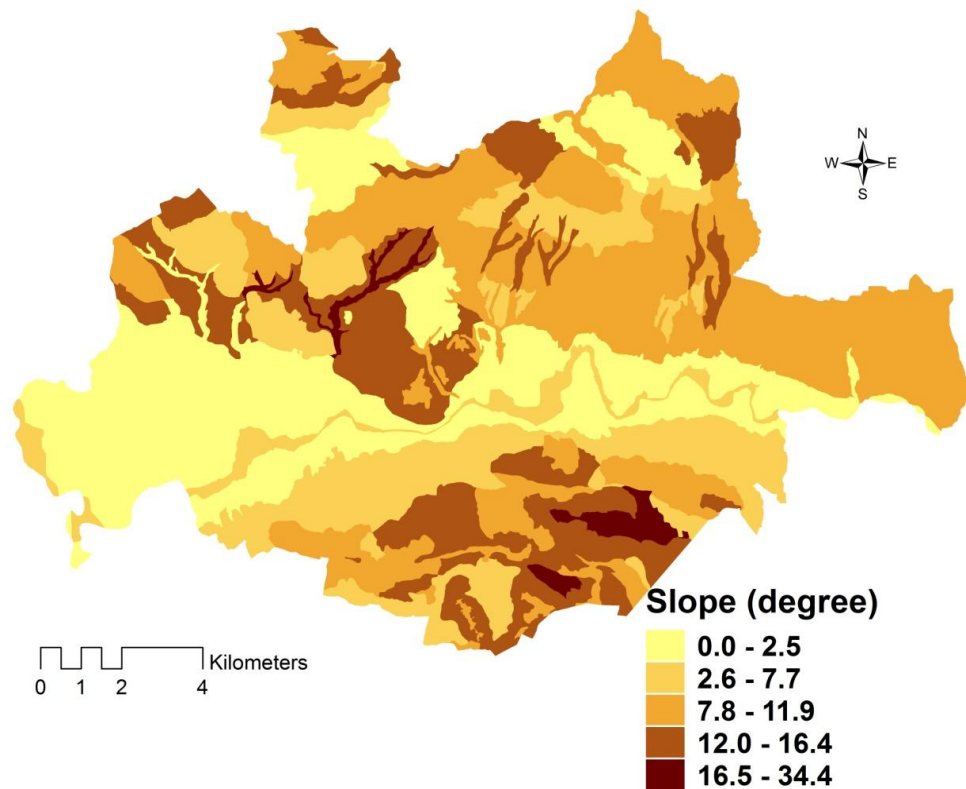 N
W E
S
Slope (degree)
0.0 - 2.5
2.6 - 7.7
7.8 - 11.9
12.0 - 16.4
16.5 - 34.4
Kilometers
0 1 2 4